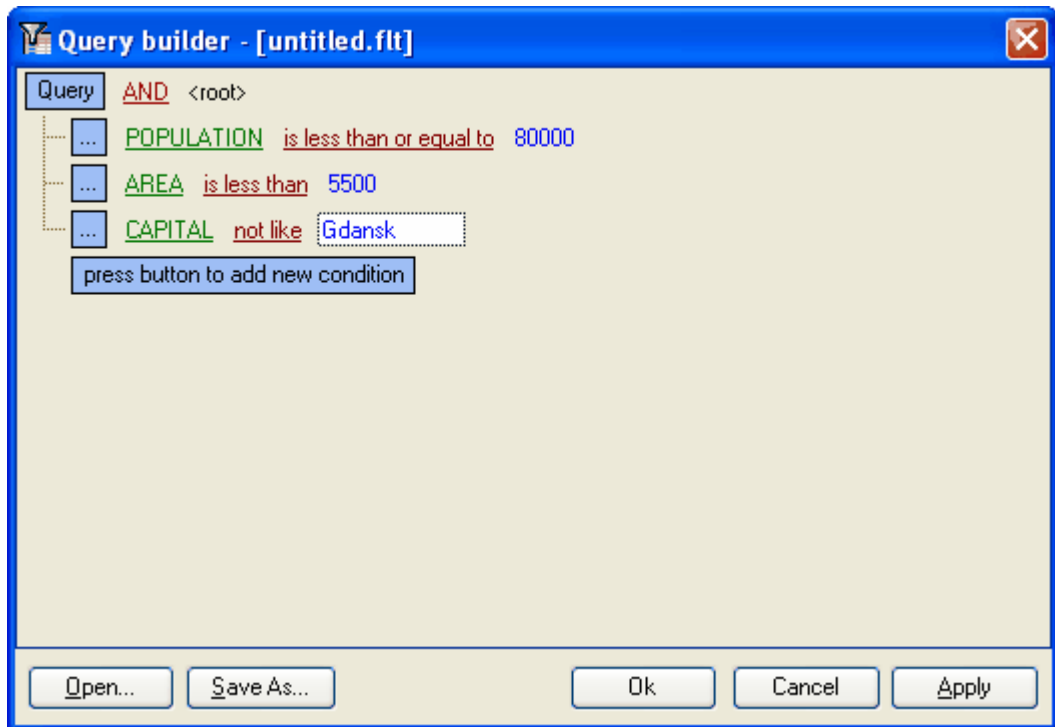 Query builder - [untitled.flt]
Query AND <root>
... POPULATION is less than or equal to 80000
... AREA is less than 5500
... CAPITAL not like Gdansk
press button to add new condition
Open... Save As... Ok Cancel Apply